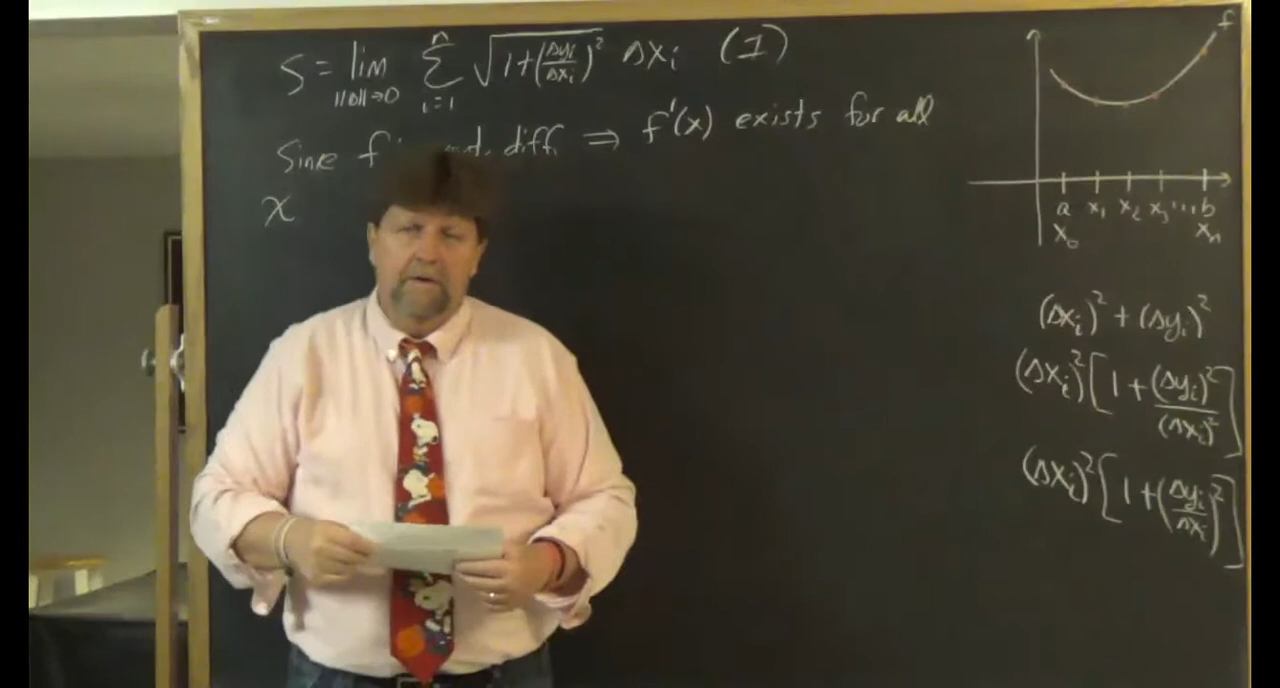 S = lim ||Δ||→0 n Σ i=1 √1+(Δyi/Δxi)² Δxi (1)
Since f diff ⇒ f'(x) exists for all
x
f
a x₁ x₂ x₃ ... b
x₀ xₙ
(Δxi)² + (Δyi)²
(Δxi)² [1 + (Δyi)²/(Δxi)²]
(Δxi)² [1 + (Δyi/Δxi)²]